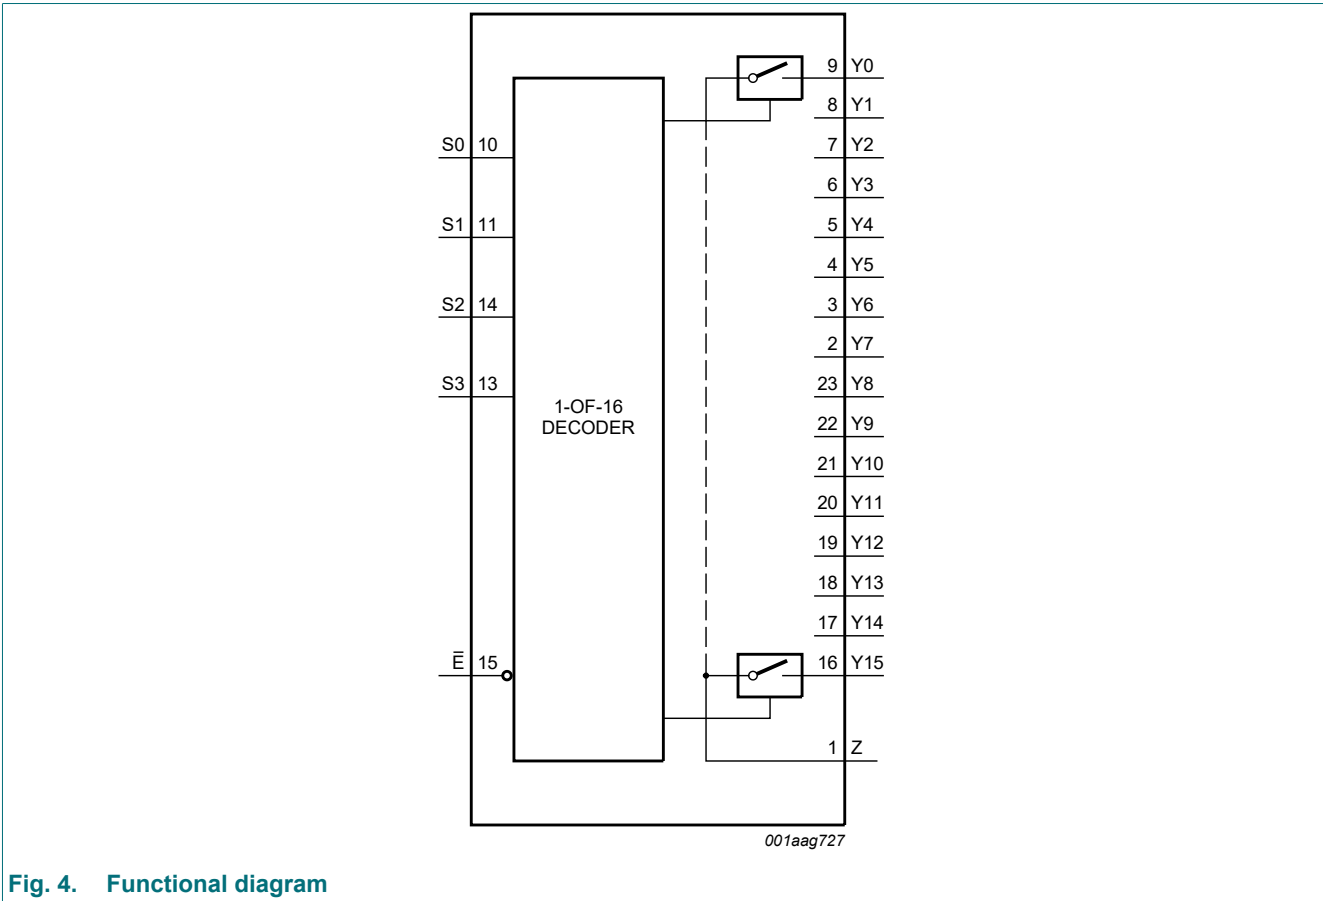 9 Y0
8 Y1
S0 10 7 Y2
6 Y3
S1 11 5 Y4
4 Y5
S2 14 3 Y6
2 Y7
S3 13 23 Y8
1-OF-16
DECODER
22 Y9
21 Y10
20 Y11
19 Y12
18 Y13
17 Y14
E̅ 15 16 Y15
1 Z
001aag727
Fig. 4. Functional diagram